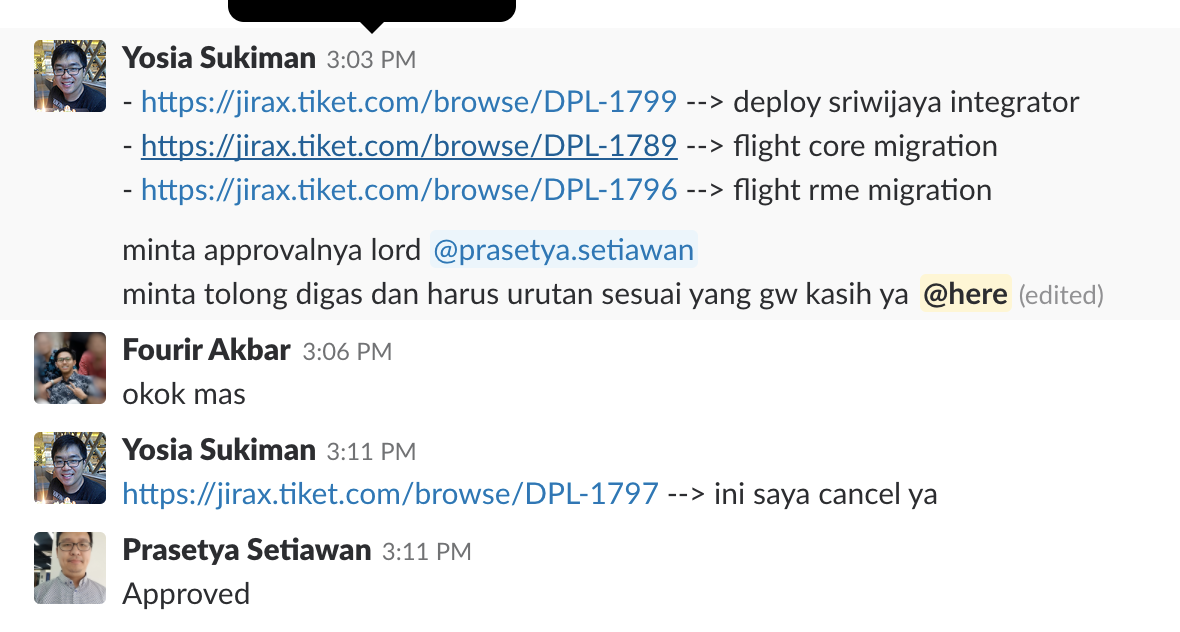 Yosia Sukiman 3:03 PM
- https://jirax.tiket.com/browse/DPL-1799 --> deploy sriwijaya integrator
- https://jirax.tiket.com/browse/DPL-1789 --> flight core migration
- https://jirax.tiket.com/browse/DPL-1796 --> flight rme migration
minta approvalnya lord @prasetya.setiawan
minta tolong digas dan harus urutan sesuai yang gw kasih ya @here (edited)
Fourir Akbar 3:06 PM
okok mas
Yosia Sukiman 3:11 PM
https://jirax.tiket.com/browse/DPL-1797 --> ini saya cancel ya
Prasetya Setiawan 3:11 PM
Approved